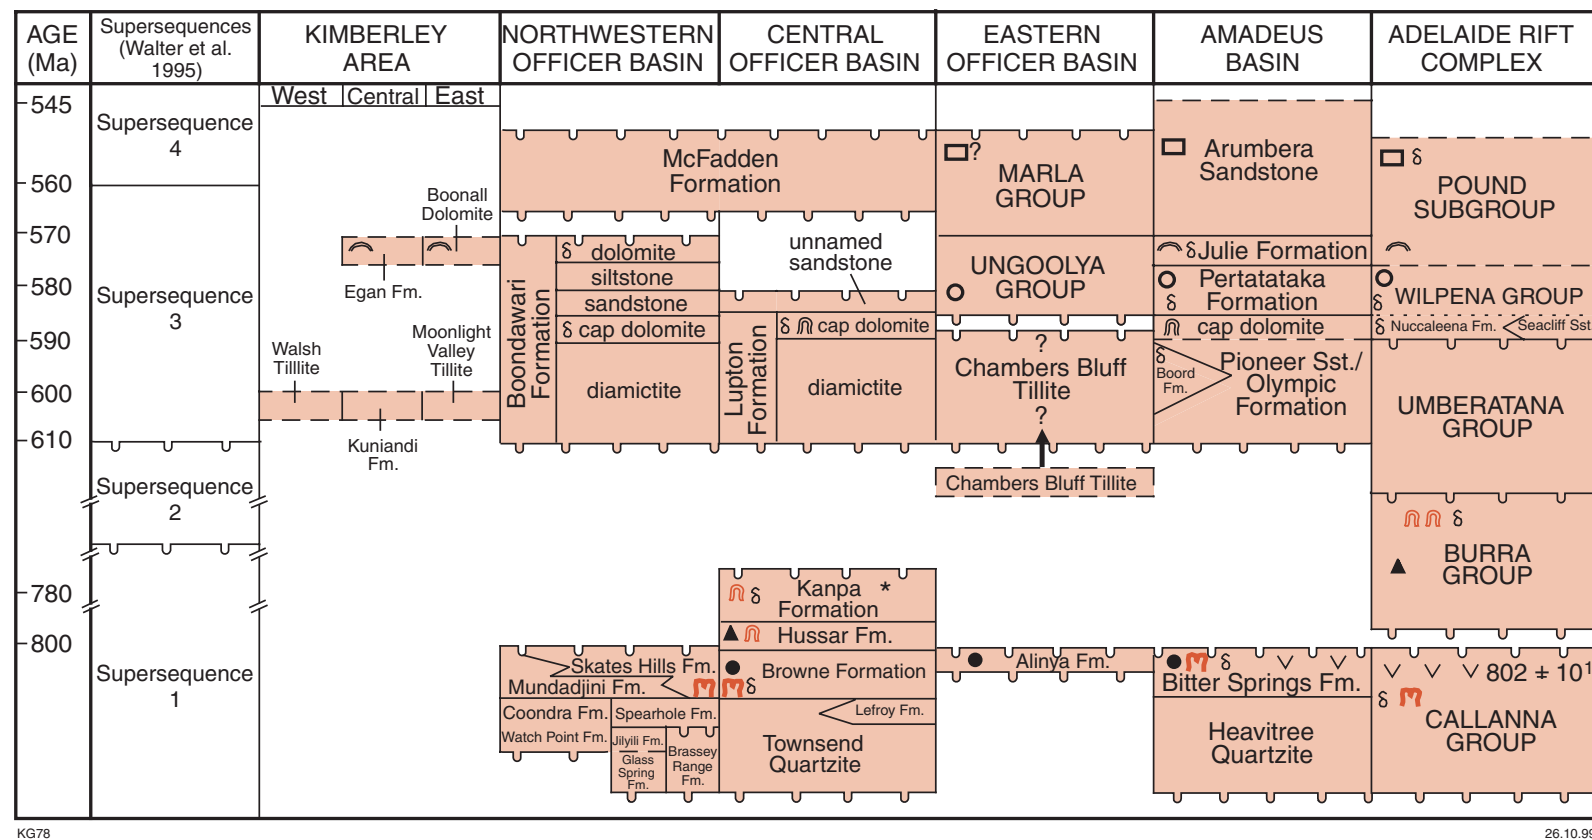 AGE
(Ma)
Supersequences
(Walter et al.
1995)
KIMBERLEY
AREA
NORTHWESTERN
OFFICER BASIN
CENTRAL
OFFICER BASIN
EASTERN
OFFICER BASIN
AMADEUS
BASIN
ADELAIDE RIFT
COMPLEX
West
Central
East
545
560
570
580
590
600
610
780
800
Supersequence
4
Supersequence
3
Supersequence
2
Supersequence
1
Boonall
Dolomite
Egan Fm.
Walsh
Tilllite
Moonlight
Valley
Tillite
Kuniandi
Fm.
McFadden
Formation
Boondawari
Formation
δ dolomite
siltstone
sandstone
δ cap dolomite
diamictite
Skates Hills Fm.
Mundadjini Fm.
Coondra Fm.
Spearhole Fm.
Watch Point Fm.
Jilyili Fm.
Glass
Spring
Fm.
Brassey
Range
Fm.
unnamed
sandstone
Lupton
Formation
δ cap dolomite
diamictite
δ Kanpa *
Formation
Hussar Fm.
Browne Formation
δ
Lefroy Fm.
Townsend
Quartzite
?
MARLA
GROUP
UNGOOLYA
GROUP
?
Chambers Bluff
Tillite
?
Chambers Bluff Tillite
Alinya Fm.
Arumbera
Sandstone
δ Julie Formation
Pertatataka
δ Formation
cap dolomite
δ
Boord
Fm.
Pioneer Sst./
Olympic
Formation
δ
Bitter Springs Fm.
Heavitree
Quartzite
δ
POUND
SUBGROUP
δ WILPENA GROUP
δ Nuccaleena Fm.
Seacliff Sst
UMBERATANA
GROUP
δ
BURRA
GROUP
802 ± 10¹
δ
CALLANNA
GROUP
KG78
26.10.99